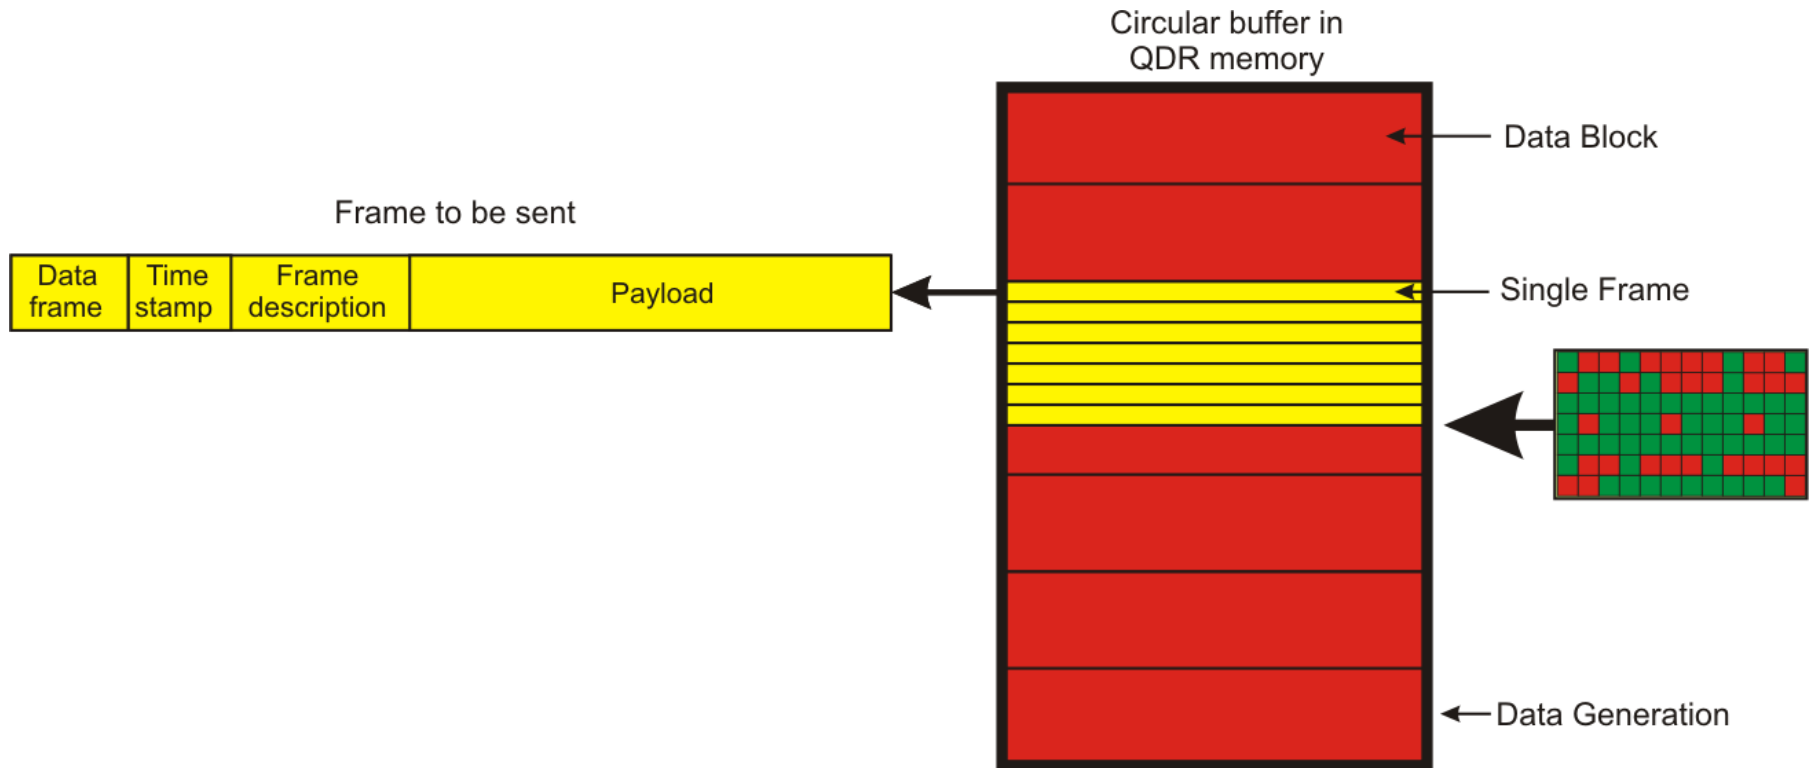 Circular buffer in
QDR memory
Data Block
Frame to be sent
Data
frame
Time
stamp
Frame
description
Payload
Single Frame
Data Generation